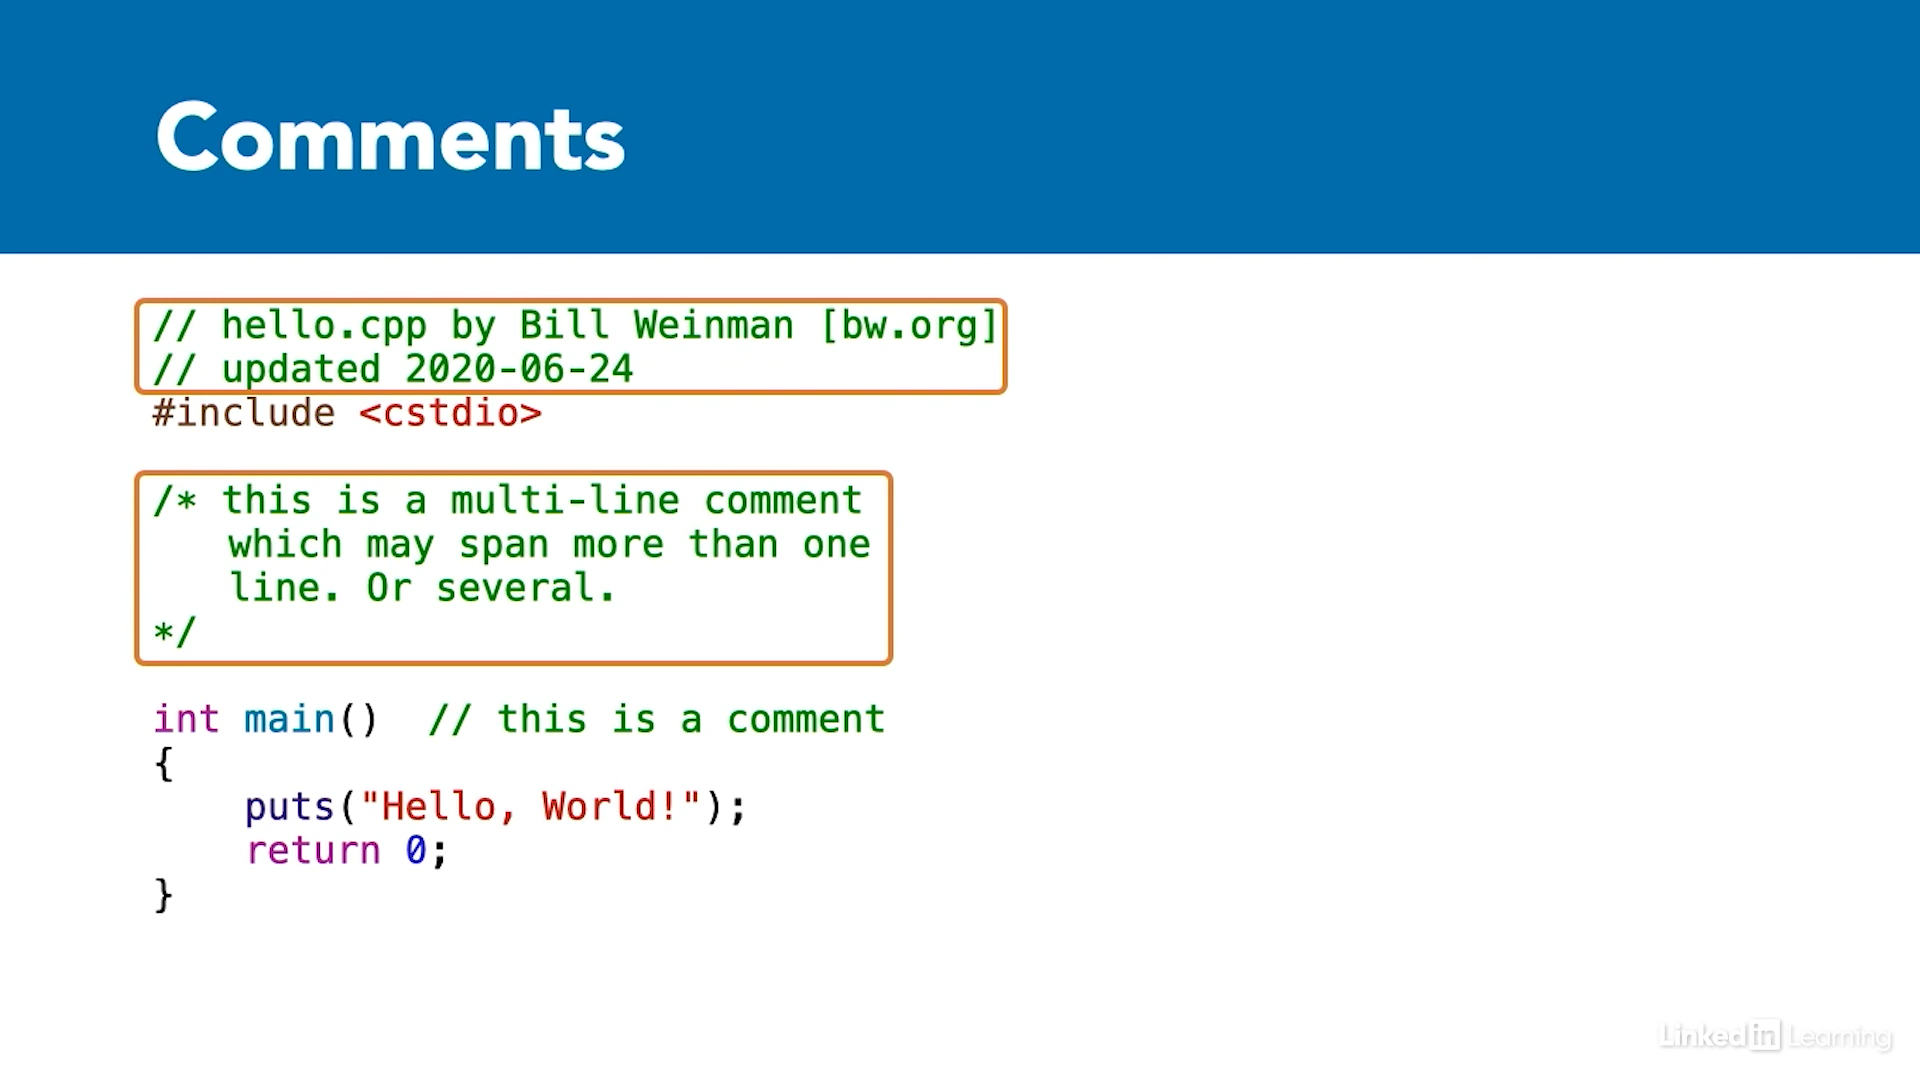 Comments
// hello.cpp by Bill Weinman [bw.org]
// updated 2020-06-24
#include <cstdio>
/* this is a multi-line comment
which may span more than one
line. Or several.
*/
int main()  // this is a comment
{
puts("Hello, World!");
return 0;
}
Linked in Learning